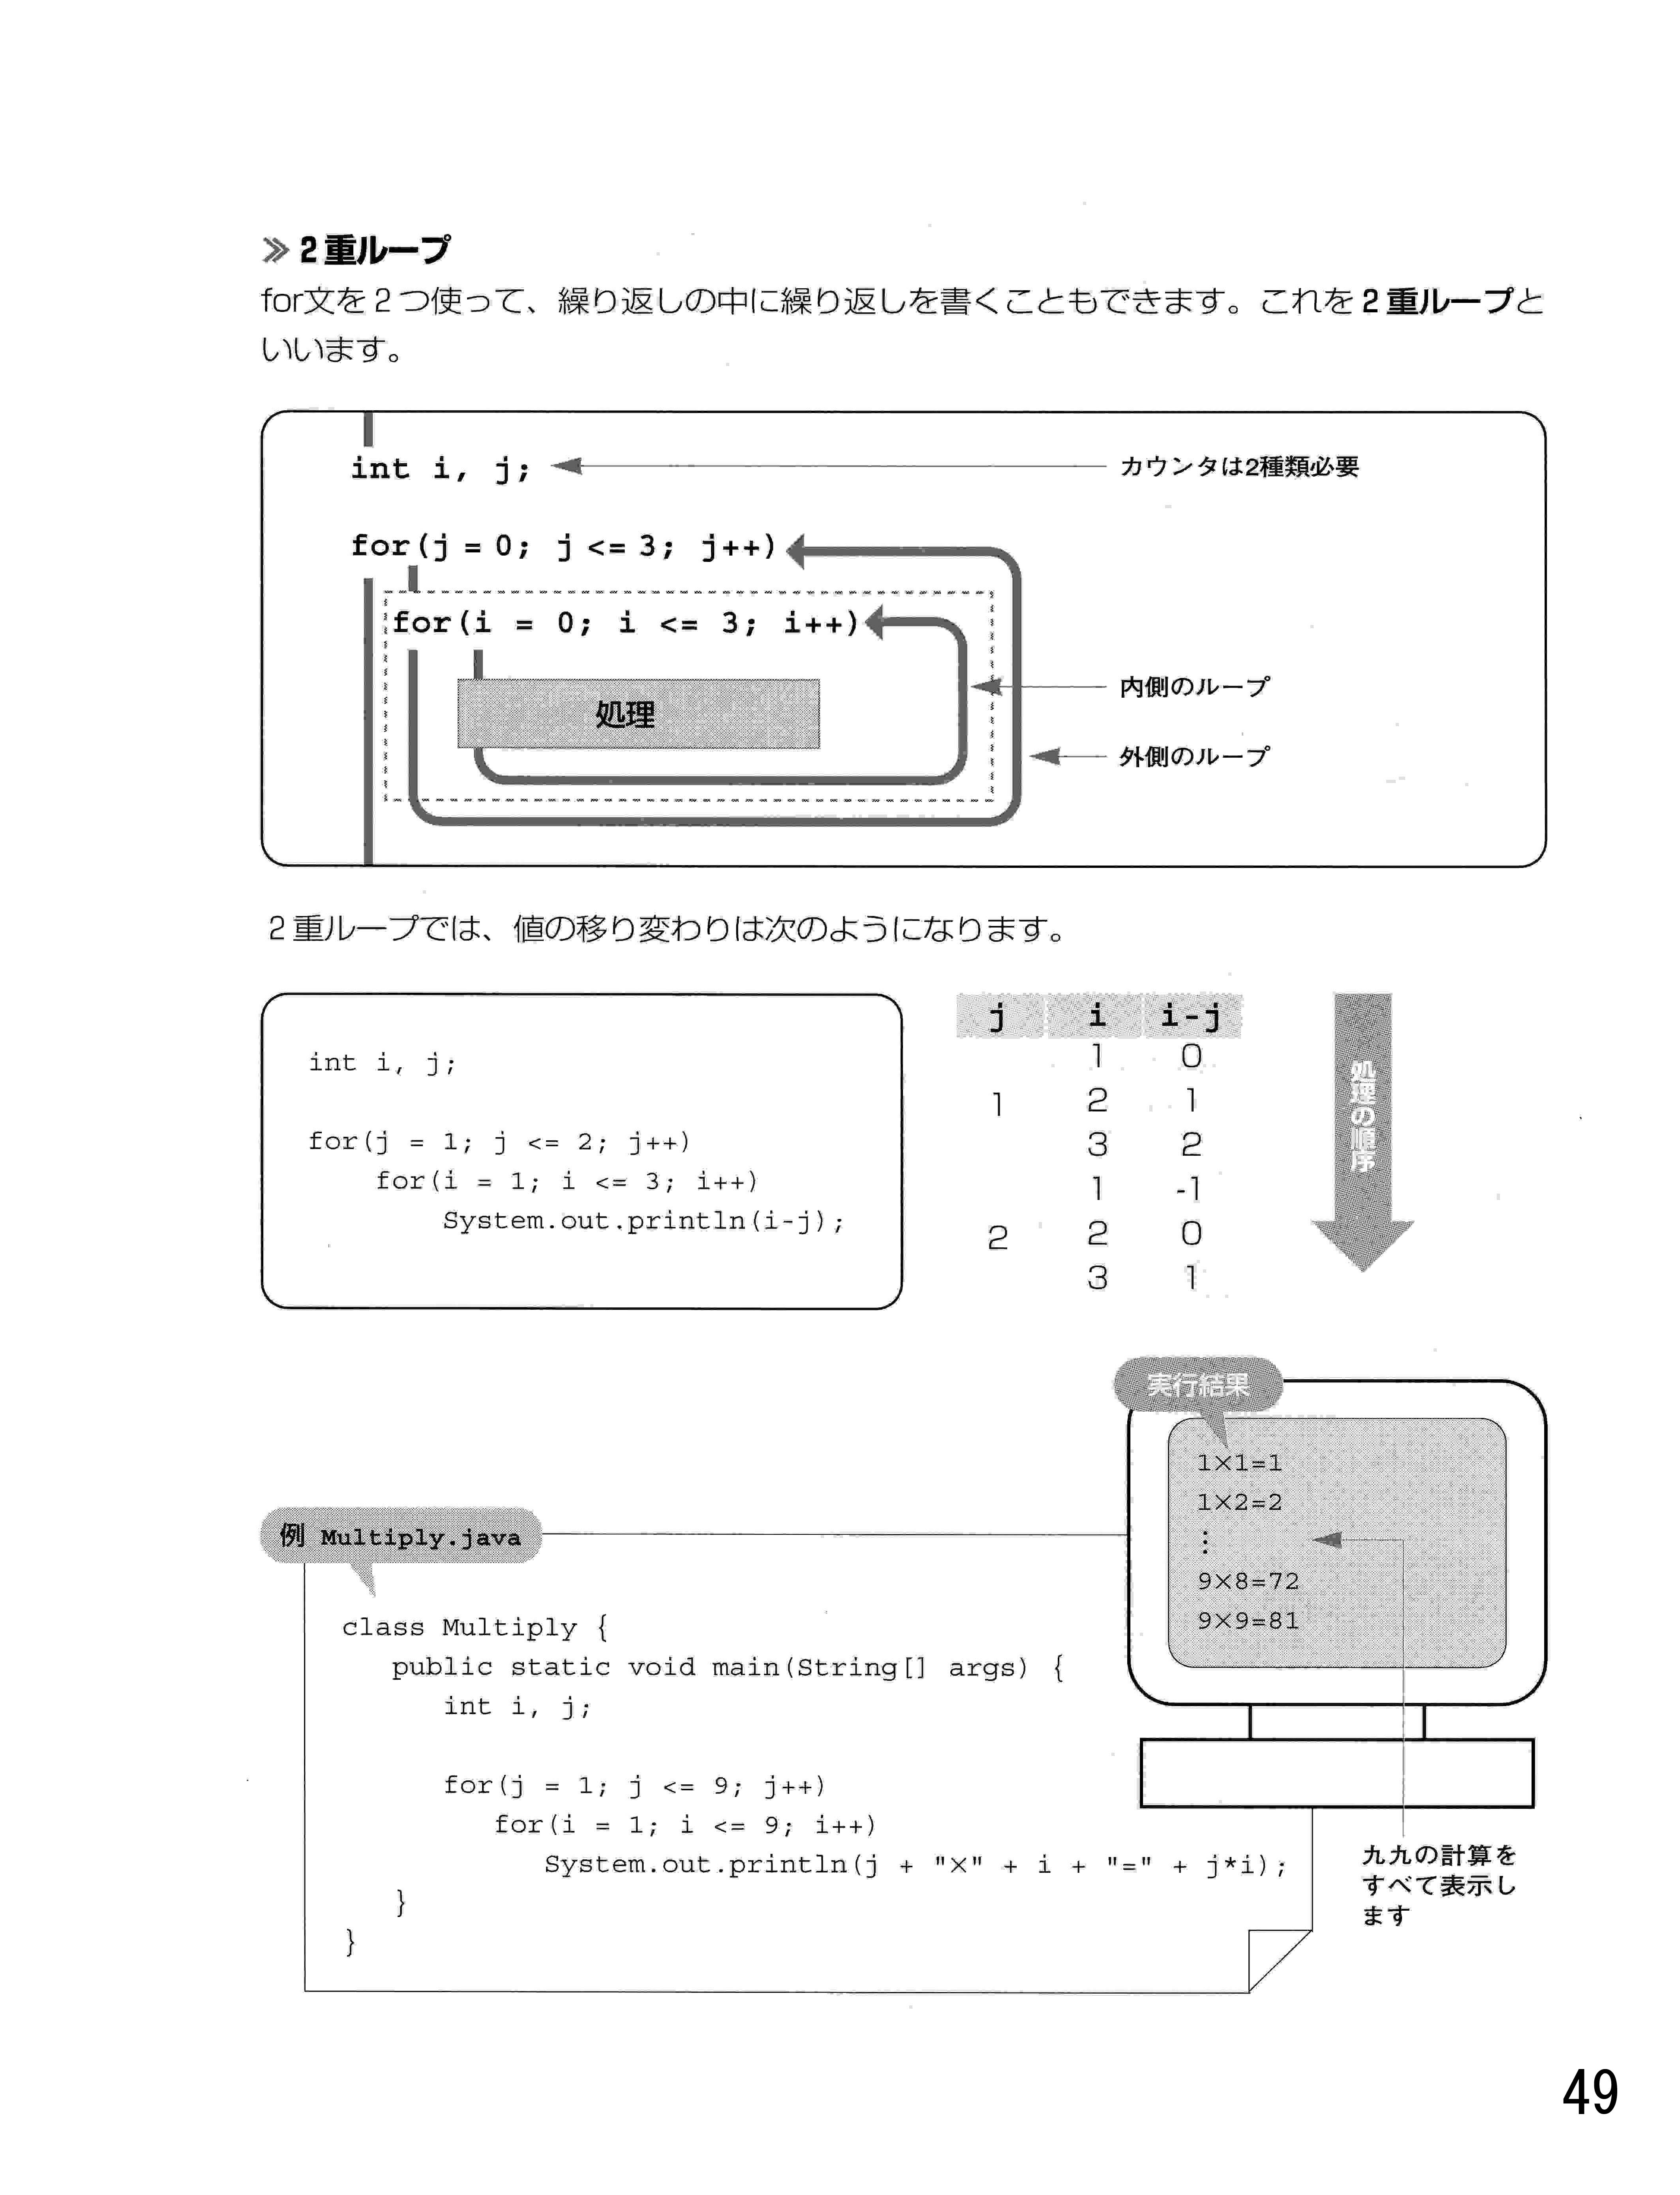 2重ループ
for文を2つ使って、繰り返しの中に繰り返しを書くこともできます。これを2重ループと
いいます。
int i, j;
カウンタは2種類必要
for(j = 0; j <= 3; j++)
for(i = 0; i <= 3; i++)
処理
内側のループ
外側のループ
2重ループでは、値の移り変わりは次のようになります。
int i, j;
for(j = 1; j <= 2; j++)
for(i = 1; i <= 3; i++)
System.out.println(i-j);
j i i-j
1 0
1 2 1
3 2
1 -1
2 2 0
3 1
処理の順序
実行結果
1×1=1
1×2=2
⋮
9×8=72
9×9=81
例 Multiply.java
class Multiply {
public static void main(String[] args) {
int i, j;
for(j = 1; j <= 9; j++)
for(i = 1; i <= 9; i++)
System.out.println(j + "×" + i + "=" + j*i);
}
}
九九の計算を
すべて表示し
ます
49